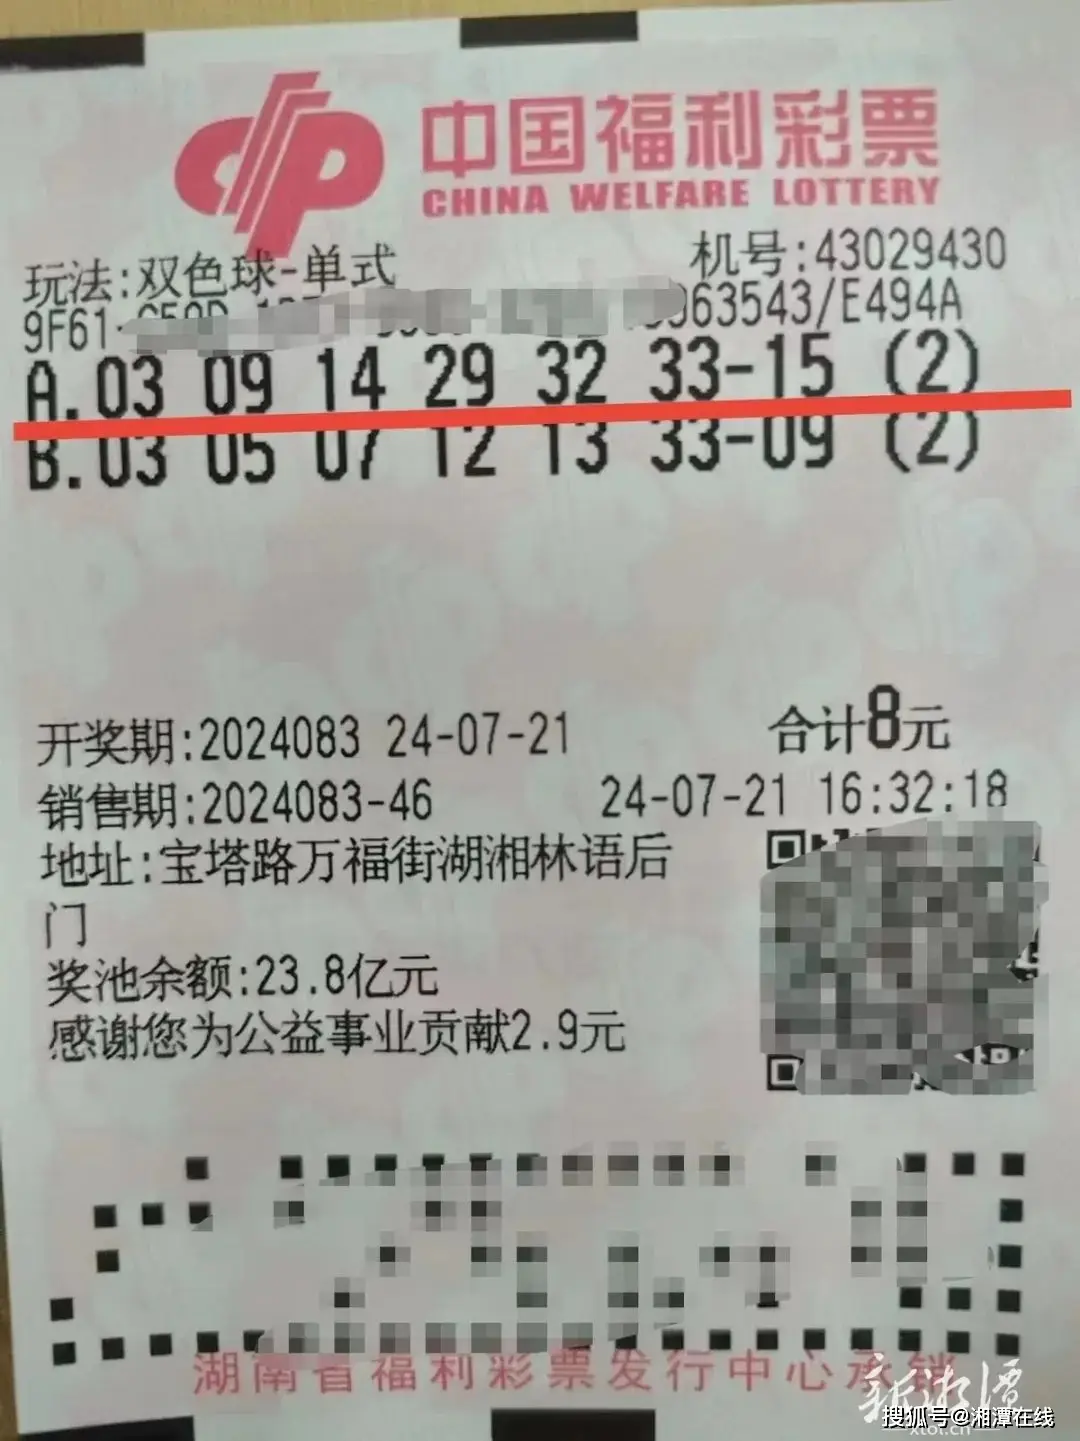 中国福利彩票
CHINA WELFARE LOTTERY
玩法:双色球-单式 机号:43029430
9F61- 963543/E494A
A.03 09 14 29 32 33-15 (2)
B.03 05 07 12 13 33-09 (2)
开奖期:2024083 24-07-21 合计8元
销售期:2024083-46 24-07-21 16:32:18
地址:宝塔路万福街湖湘林语后
门
奖池余额:23.8亿元
感谢您为公益事业贡献2.9元
湖南省福利彩票发行中心承销
新湘潭
搜狐号@湘潭在线
xtol.cn